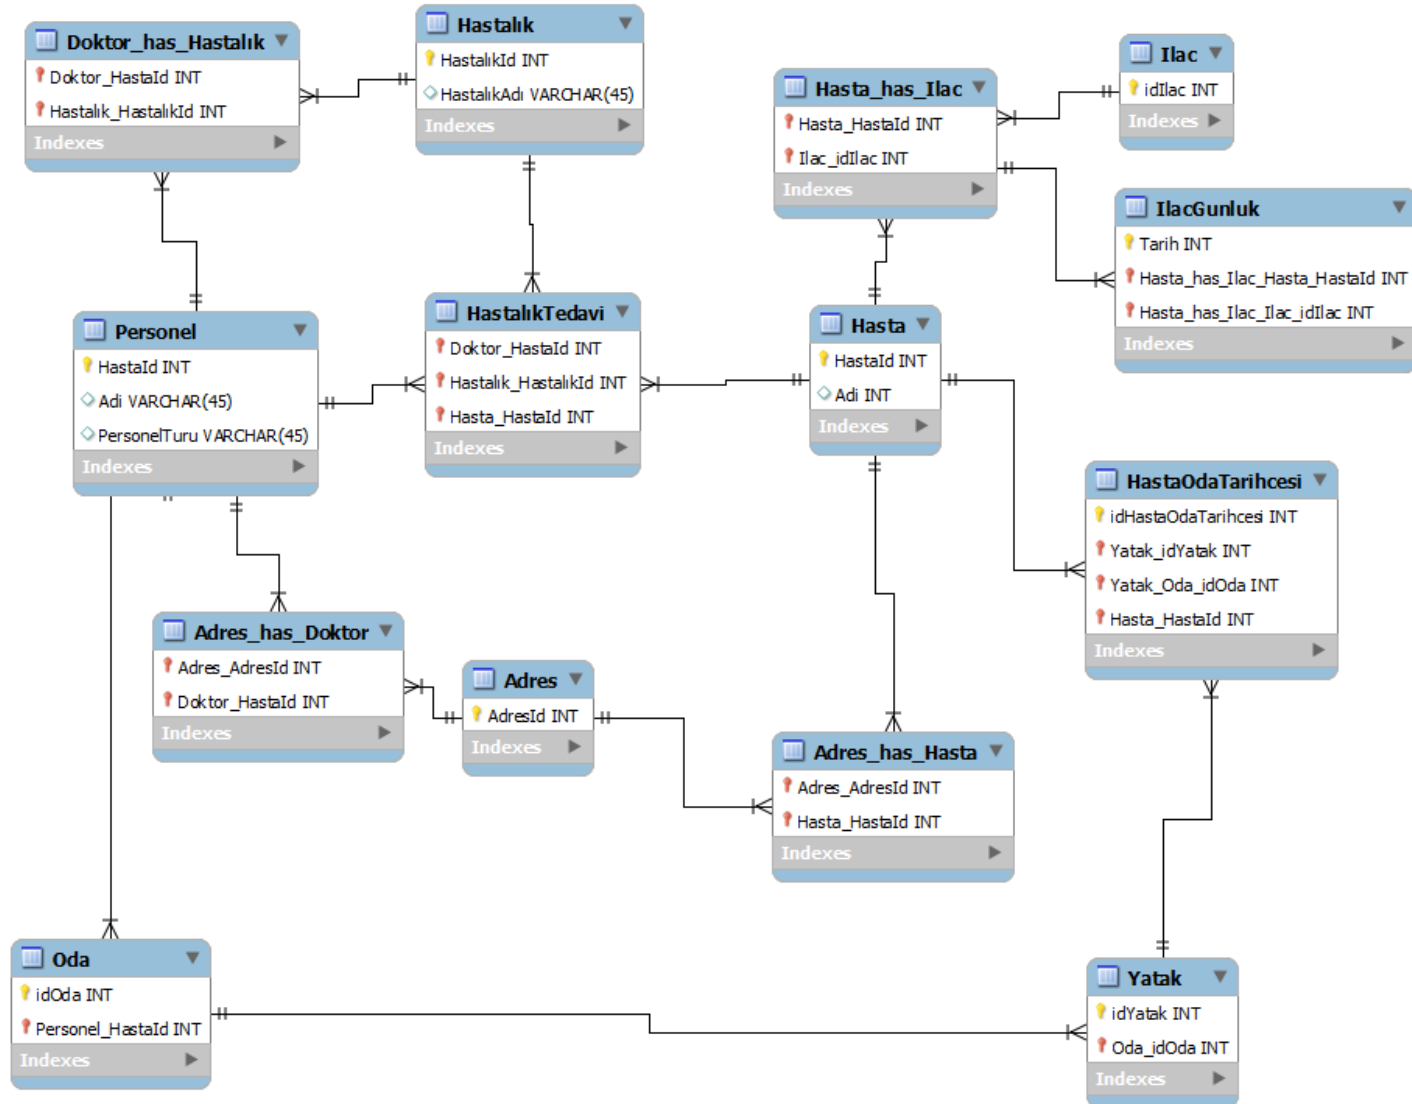 Doktor_has_Hastalık
Doktor_HastaId INT
Hastalık_HastalıkId INT
Indexes
Hastalık
HastalıkId INT
HastalıkAdı VARCHAR(45)
Indexes
Hasta_has_Ilac
Hasta_HastaId INT
Ilac_idIlac INT
Indexes
Ilac
idIlac INT
Indexes
IlacGunluk
Tarih INT
Hasta_has_Ilac_Hasta_HastaId INT
Hasta_has_Ilac_Ilac_idIlac INT
Indexes
Personel
HastaId INT
Adi VARCHAR(45)
PersonelTuru VARCHAR(45)
Indexes
HastalıkTedavi
Doktor_HastaId INT
Hastalık_HastalıkId INT
Hasta_HastaId INT
Indexes
Hasta
HastaId INT
Adi INT
Indexes
HastaOdaTarihcesi
idHastaOdaTarihcesi INT
Yatak_idYatak INT
Yatak_Oda_idOda INT
Hasta_HastaId INT
Indexes
Adres_has_Doktor
Adres_AdresId INT
Doktor_HastaId INT
Indexes
Adres
AdresId INT
Indexes
Adres_has_Hasta
Adres_AdresId INT
Hasta_HastaId INT
Indexes
Oda
idOda INT
Personel_HastaId INT
Indexes
Yatak
idYatak INT
Oda_idOda INT
Indexes